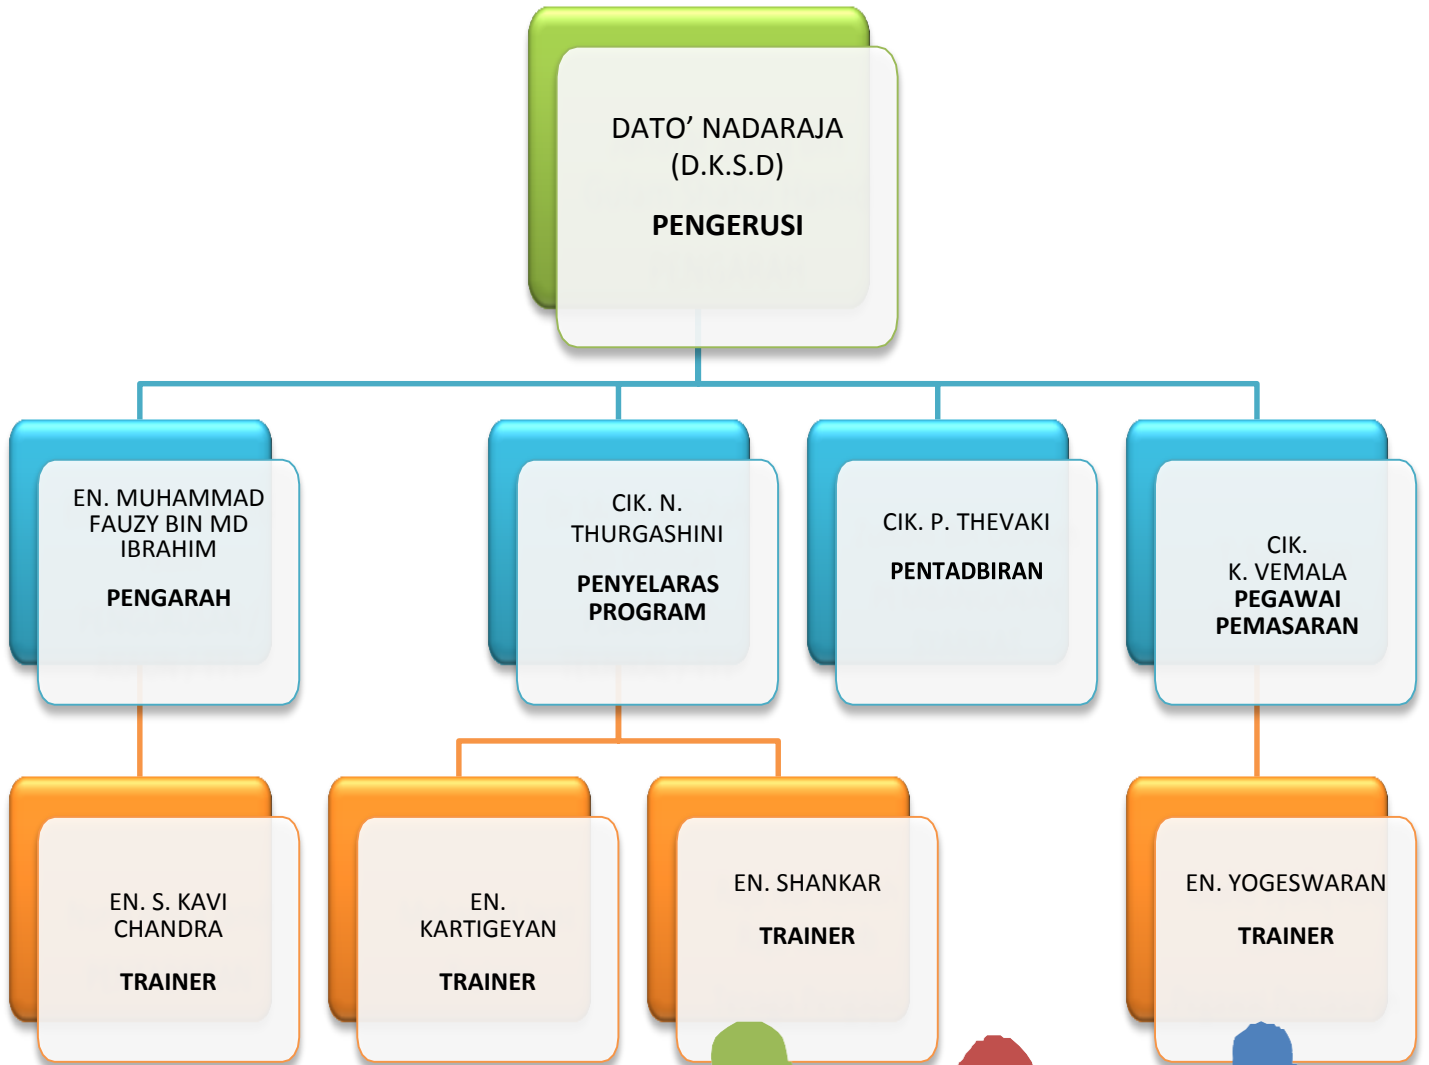 DATO’ NADARAJA
(D.K.S.D)
PENGERUSI
EN. MUHAMMAD
FAUZY BIN MD
IBRAHIM
PENGARAH
CIK. N.
THURGASHINI
PENYELARAS
PROGRAM
CIK. P. THEVAKI
PENTADBIRAN
CIK.
K. VEMALA
PEGAWAI
PEMASARAN
EN. S. KAVI
CHANDRA
TRAINER
EN.
KARTIGEYAN
TRAINER
EN. SHANKAR
TRAINER
EN. YOGESWARAN
TRAINER